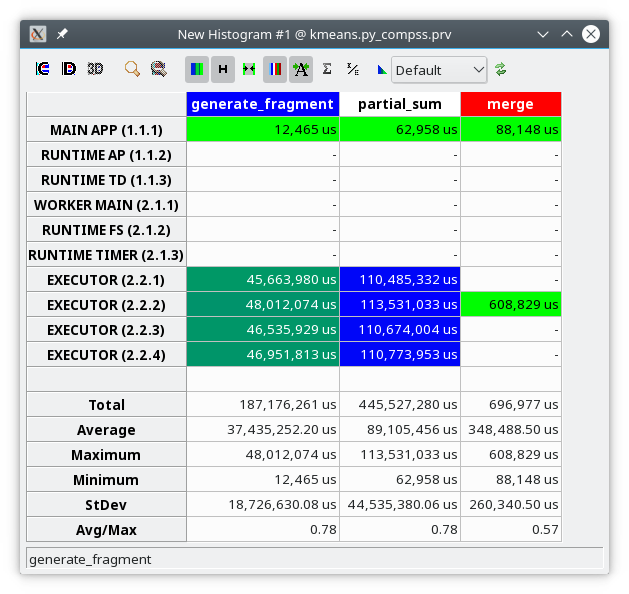 New Histogram #1 @ kmeans.py_compss.prv
3D H Σ Default
generate_fragment partial_sum merge
MAIN APP (1.1.1) 12,465 us 62,958 us 88,148 us
RUNTIME AP (1.1.2) - - -
RUNTIME TD (1.1.3) - - -
WORKER MAIN (2.1.1) - - -
RUNTIME FS (2.1.2) - - -
RUNTIME TIMER (2.1.3) - - -
EXECUTOR (2.2.1) 45,663,980 us 110,485,332 us -
EXECUTOR (2.2.2) 48,012,074 us 113,531,033 us 608,829 us
EXECUTOR (2.2.3) 46,535,929 us 110,674,004 us -
EXECUTOR (2.2.4) 46,951,813 us 110,773,953 us -
Total 187,176,261 us 445,527,280 us 696,977 us
Average 37,435,252.20 us 89,105,456 us 348,488.50 us
Maximum 48,012,074 us 113,531,033 us 608,829 us
Minimum 12,465 us 62,958 us 88,148 us
StDev 18,726,630.08 us 44,535,380.06 us 260,340.50 us
Avg/Max 0.78 0.78 0.57
generate_fragment